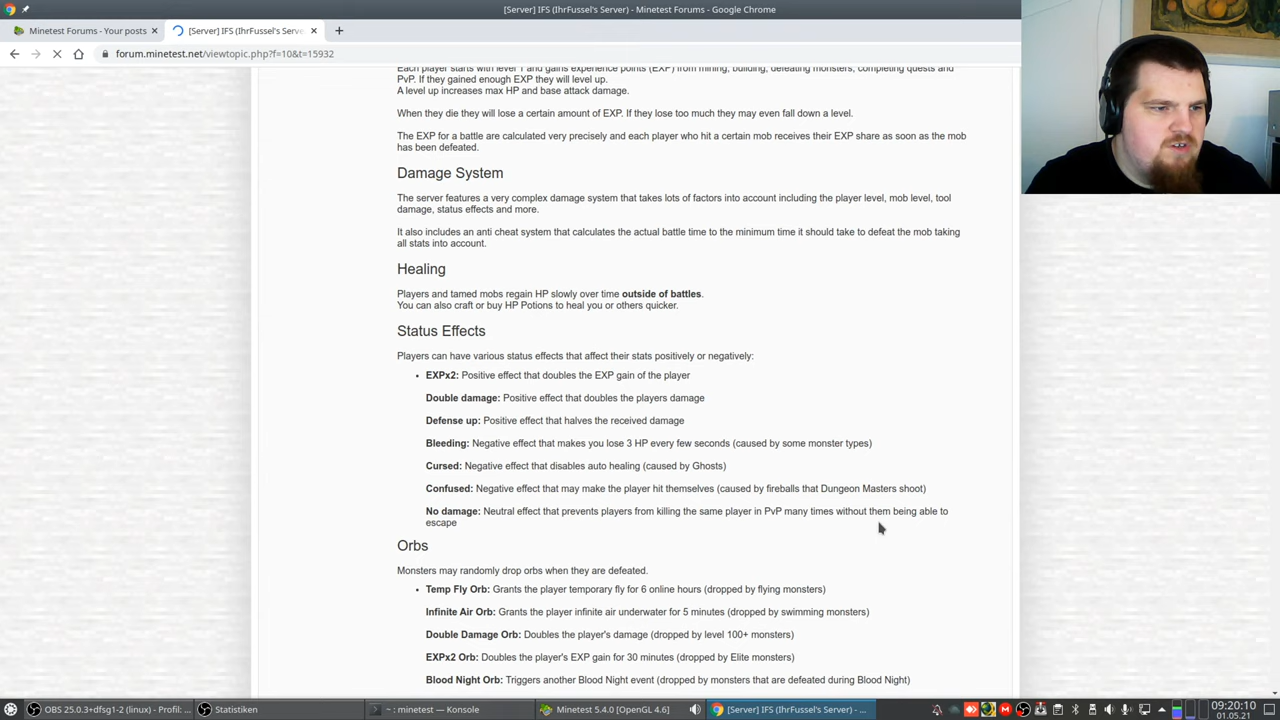 [Server] IFS (IhrFussel's Server) - Minetest Forums - Google Chrome
Minetest Forums - Your posts
[Server] IFS (IhrFussel's Serve
forum.minetest.net/viewtopic.php?f=10&t=15932
Each player starts with level 1 and gains experience points (EXP) from mining, building, defeating monsters, completing quests and
PvP. If they gained enough EXP they will level up.
A level up increases max HP and base attack damage.
When they die they will lose a certain amount of EXP. If they lose too much they may even fall down a level.
The EXP for a battle are calculated very precisely and each player who hit a certain mob receives their EXP share as soon as the mob
has been defeated.
Damage System
The server features a very complex damage system that takes lots of factors into account including the player level, mob level, tool
damage, status effects and more.
It also includes an anti cheat system that calculates the actual battle time to the minimum time it should take to defeat the mob taking
all stats into account.
Healing
Players and tamed mobs regain HP slowly over time outside of battles.
You can also craft or buy HP Potions to heal you or others quicker.
Status Effects
Players can have various status effects that affect their stats positively or negatively:
• EXPx2: Positive effect that doubles the EXP gain of the player
Double damage: Positive effect that doubles the players damage
Defense up: Positive effect that halves the received damage
Bleeding: Negative effect that makes you lose 3 HP every few seconds (caused by some monster types)
Cursed: Negative effect that disables auto healing (caused by Ghosts)
Confused: Negative effect that may make the player hit themselves (caused by fireballs that Dungeon Masters shoot)
No damage: Neutral effect that prevents players from killing the same player in PvP many times without them being able to
escape
Orbs
Monsters may randomly drop orbs when they are defeated.
• Temp Fly Orb: Grants the player temporary fly for 6 online hours (dropped by flying monsters)
Infinite Air Orb: Grants the player infinite air underwater for 5 minutes (dropped by swimming monsters)
Double Damage Orb: Doubles the player's damage (dropped by level 100+ monsters)
EXPx2 Orb: Doubles the player's EXP gain for 30 minutes (dropped by Elite monsters)
Blood Night Orb: Triggers another Blood Night event (dropped by monsters that are defeated during Blood Night)
OBS 25.0.3+dfsg1-2 (linux) - Profil: ...
Statistiken
~ : minetest — Konsole
Minetest 5.4.0 [OpenGL 4.6]
[Server] IFS (IhrFussel's Server) - ...
09:20:10
01.05.21